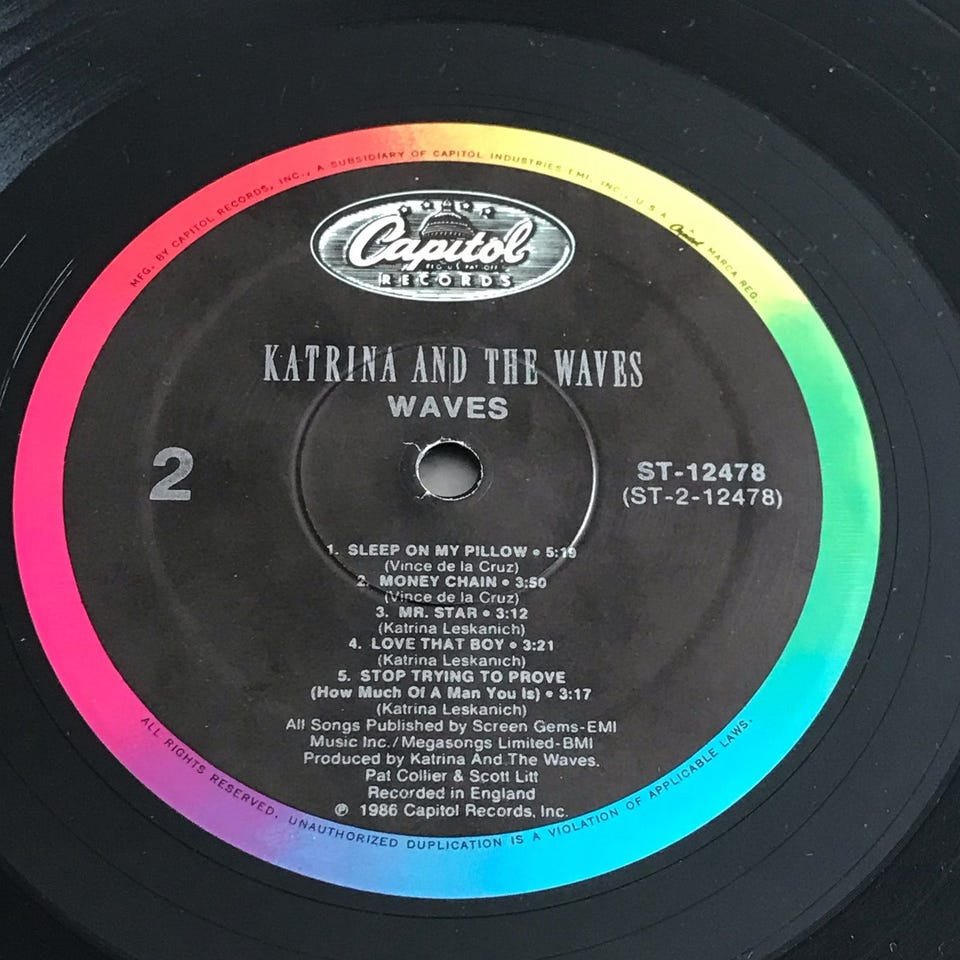 MFG. BY CAPITOL RECORDS, INC., A SUBSIDIARY OF CAPITOL INDUSTRIES-EMI, INC., U.S.A. Capitol MARCA REG.
Capitol
REG. U.S. PAT. OFF.
RECORDS
KATRINA AND THE WAVES
WAVES
2
ST-12478
(ST-2-12478)
1. SLEEP ON MY PILLOW • 5:19
(Vince de la Cruz)
2. MONEY CHAIN • 3:50
(Vince de la Cruz)
3. MR. STAR • 3:12
(Katrina Leskanich)
4. LOVE THAT BOY • 3:21
(Katrina Leskanich)
5. STOP TRYING TO PROVE
(How Much Of A Man You Is) • 3:17
(Katrina Leskanich)
All Songs Published by Screen Gems-EMI
Music Inc./Megasongs Limited-BMI
Produced by Katrina And The Waves.
Pat Collier & Scott Litt
Recorded in England
℗ 1986 Capitol Records, Inc.
ALL RIGHTS RESERVED. UNAUTHORIZED DUPLICATION IS A VIOLATION OF APPLICABLE LAWS.